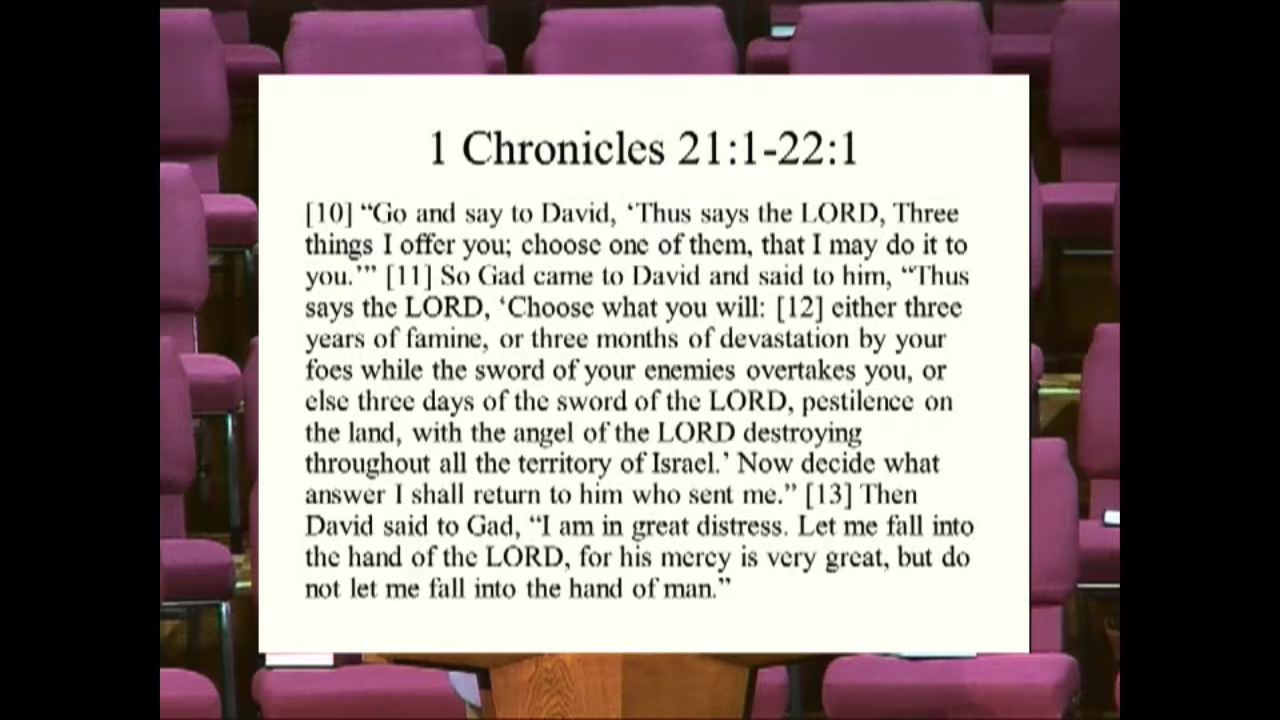 1 Chronicles 21:1-22:1
[10] “Go and say to David, ‘Thus says the LORD, Three
things I offer you; choose one of them, that I may do it to
you.’” [11] So Gad came to David and said to him, “Thus
says the LORD, ‘Choose what you will: [12] either three
years of famine, or three months of devastation by your
foes while the sword of your enemies overtakes you, or
else three days of the sword of the LORD, pestilence on
the land, with the angel of the LORD destroying
throughout all the territory of Israel.’ Now decide what
answer I shall return to him who sent me.” [13] Then
David said to Gad, “I am in great distress. Let me fall into
the hand of the LORD, for his mercy is very great, but do
not let me fall into the hand of man.”